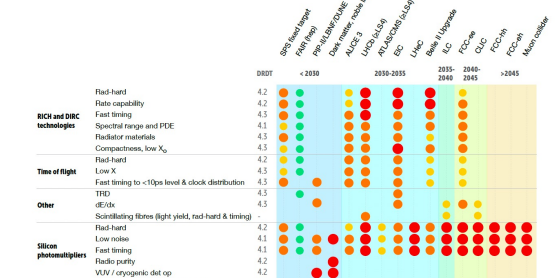 SPS fixed target
FAIR (hep)
PIP-II/LBNF/DUNE
Dark matter, noble l
ALICE 3
LHCb (≥LS4)
ATLAS/CMS (≥LS4)
EIC
LHeC
Belle II Upgrade
ILC
FCC-ee
CLIC
FCC-hh
FCC-eh
Muon collider
DRDT < 2030 2030-2035 2035-2040 2040-2045 >2045
RICH and DIRC technologies
Rad-hard 4.2
Rate capability 4.2
Fast timing 4.3
Spectral range and PDE 4.1
Radiator materials 4.3
Compactness, low X₀ 4.3
Time of flight
Rad-hard 4.2
Low X 4.3
Fast timing to <10ps level & clock distribution 4.3
Other
TRD 4.3
dE/dx 4.3
Scintillating fibres (light yield, rad-hard & timing) -
Silicon photomultipliers
Rad-hard 4.2
Low noise 4.1
Fast timing 4.1
Radio purity 4.2
VUV / cryogenic det op 4.2